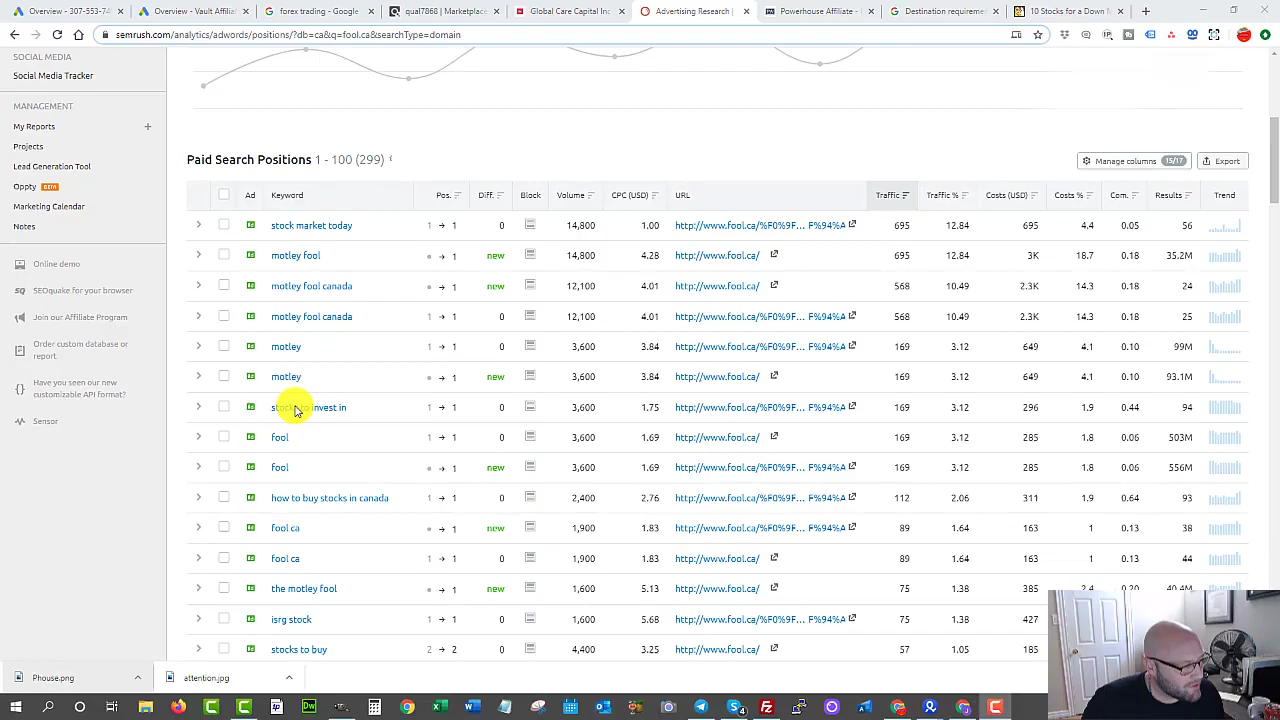 Overview - 307-553-74
Overview - Vault Affilia
forex trading - Google
qual7868 | Marketplace
Global Care Capital Inc
Advertising Research |
Powerhouse Affiliate -
Destination requireme
10 Stocks for a Down M
semrush.com/analytics/adwords/positions/?db=ca&q=fool.ca&searchType=domain
SOCIAL MEDIA
Social Media Tracker
MANAGEMENT
My Reports +
Projects
Lead Generation Tool
Oppty BETA
Marketing Calendar
Notes
Online demo
SEOquake for your browser
Join our Affiliate Program
Order custom database or
report
Have you seen our new
customizable API format?
Sensor
Paid Search Positions 1 - 100 (299) i
Manage columns 15/17
Export
Ad Keyword Pos. Diff. Block Volume CPC (USD) URL Traffic Traffic % Costs (USD) Costs % Com. Results Trend
stock market today 1 → 1 0 14,800 1.00 http://www.fool.ca/%F0%9F... F%94%A 695 12.84 695 4.4 0.05 56
motley fool • → 1 new 14,800 4.28 http://www.fool.ca/ 695 12.84 3K 18.7 0.18 35.2M
motley fool canada • → 1 new 12,100 4.01 http://www.fool.ca/ 568 10.49 2.3K 14.3 0.18 24
motley fool canada 1 → 1 0 12,100 4.01 http://www.fool.ca/%F0%9F... F%94%A 568 10.49 2.3K 14.3 0.18 25
motley 1 → 1 0 3,600 3.84 http://www.fool.ca/%F0%9F... F%94%A 169 3.12 649 4.1 0.10 99M
motley • → 1 new 3,600 3.84 http://www.fool.ca/ 169 3.12 649 4.1 0.10 93.1M
stocks to invest in 1 → 1 0 3,600 1.75 http://www.fool.ca/%F0%9F... F%94%A 169 3.12 296 1.9 0.44 94
fool 1 → 1 0 3,600 1.69 http://www.fool.ca/ 169 3.12 285 1.8 0.06 503M
fool • → 1 new 3,600 1.69 http://www.fool.ca/%F0%9F... F%94%A 169 3.12 285 1.8 0.06 556M
how to buy stocks in canada 1 → 1 0 2,400 2.76 http://www.fool.ca/%F0%9F... F%94%A 112 2.06 311 1.9 0.64 93
fool ca • → 1 new 1,900 1.83 http://www.fool.ca/%F0%9F... F%94%A 89 1.64 163 1 0.13 38
fool ca 1 → 1 0 1,900 1.83 http://www.fool.ca/ 89 1.64 163 1 0.13 44
the motley fool • → 1 new 1,600 5.13 http://www.fool.ca/ 75 1.38 385 2.4 0.20 40.4M
isrg stock 1 → 1 0 1,600 5.68 http://www.fool.ca/%F0%9F... F%94%A 75 1.38 427
stocks to buy 2 → 2 0 4,400 3.25 http://www.fool.ca/ 57 1.05 185
Phouse.png
attention.jpg